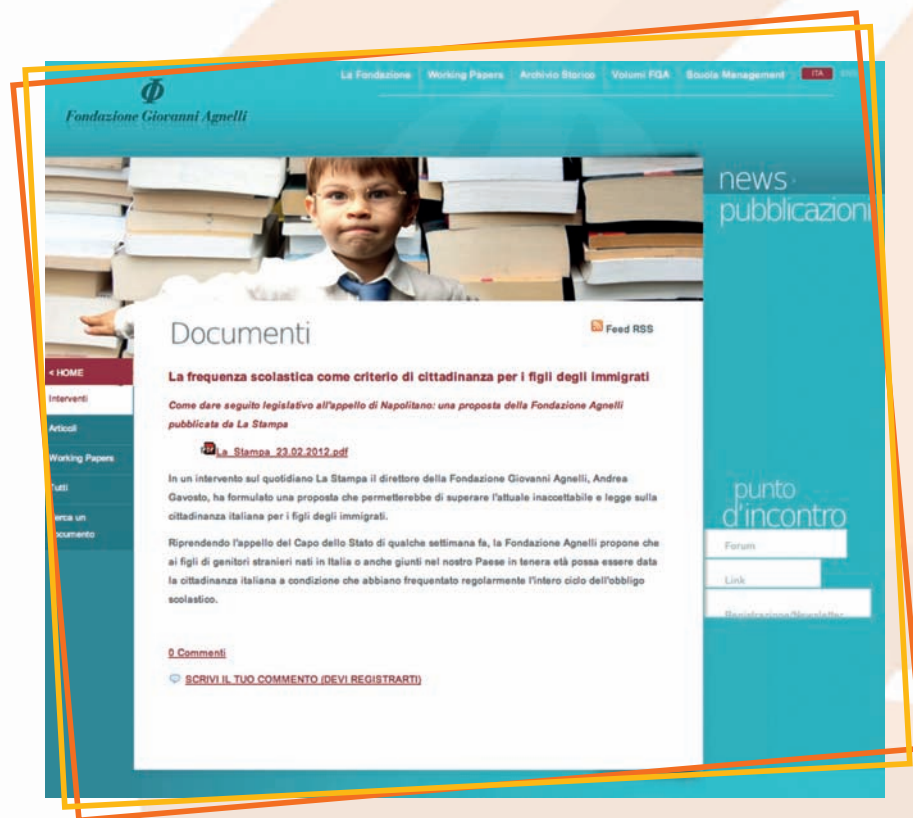 La Fondazione Working Papers Archivio Storico Volumi FGA Scuola Management ITA
Φ
Fondazione Giovanni Agnelli
news
pubblicazioni
Documenti
Feed RSS
< HOME
Interventi
Articoli
Working Papers
Tutti
Cerca un
documento
La frequenza scolastica come criterio di cittadinanza per i figli degli immigrati
Come dare seguito legislativo all'appello di Napolitano: una proposta della Fondazione Agnelli
pubblicata da La Stampa
La_Stampa_23.02.2012.pdf
In un intervento sul quotidiano La Stampa il direttore della Fondazione Giovanni Agnelli, Andrea
Gavosto, ha formulato una proposta che permetterebbe di superare l'attuale inaccettabile e legge sulla
cittadinanza italiana per i figli degli immigrati.
Riprendendo l'appello del Capo dello Stato di qualche settimana fa, la Fondazione Agnelli propone che
ai figli di genitori stranieri nati in Italia o anche giunti nel nostro Paese in tenera età possa essere data
la cittadinanza italiana a condizione che abbiano frequentato regolarmente l'intero ciclo dell'obbligo
scolastico.
0 Commenti
SCRIVI IL TUO COMMENTO (DEVI REGISTRARTI)
punto
d'incontro
Forum
Link
Registrazione/Newsletter